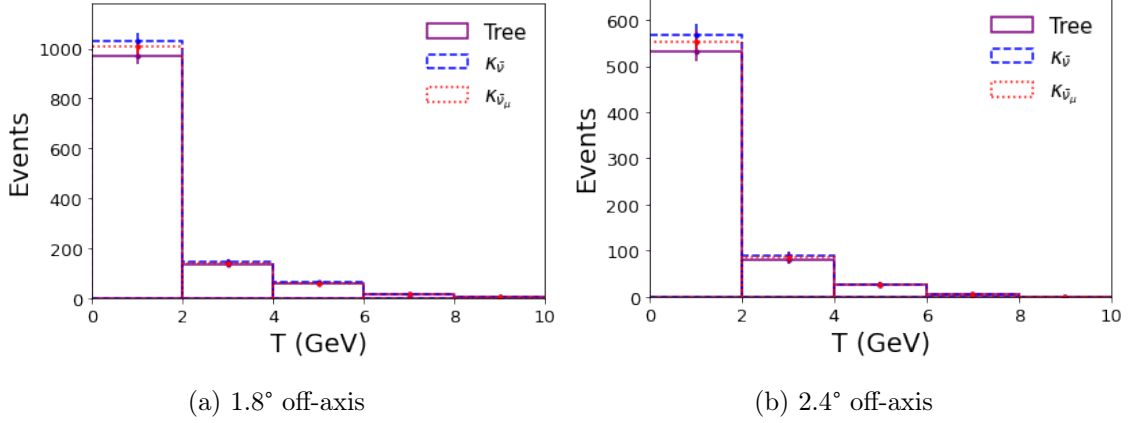 1000
800
600
400
200
0
Events
Tree
κ_ν̄
κ_ν̄_μ
0 2 4 6 8 10
T (GeV)
(a) 1.8° off-axis
600
500
400
300
200
100
0
Events
Tree
κ_ν̄
κ_ν̄_μ
0 2 4 6 8 10
T (GeV)
(b) 2.4° off-axis